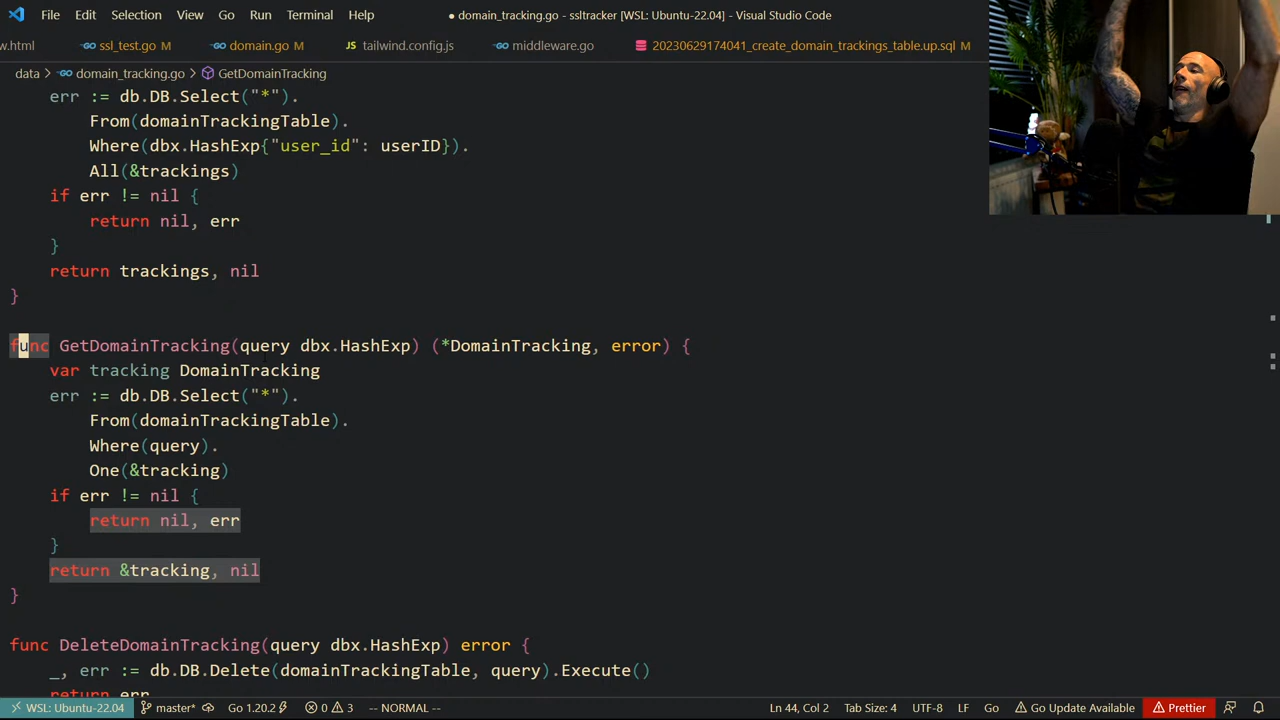 File Edit Selection View Go Run Terminal Help
● domain_tracking.go - ssltracker [WSL: Ubuntu-22.04] - Visual Studio Code
w.html ssl_test.go M domain.go M tailwind.config.js middleware.go 20230629174041_create_domain_trackings_table.up.sql M
data > domain_tracking.go > GetDomainTracking
err := db.DB.Select("*").
From(domainTrackingTable).
Where(dbx.HashExp{"user_id": userID}).
All(&trackings)
if err != nil {
return nil, err
}
return trackings, nil
}
func GetDomainTracking(query dbx.HashExp) (*DomainTracking, error) {
var tracking DomainTracking
err := db.DB.Select("*").
From(domainTrackingTable).
Where(query).
One(&tracking)
if err != nil {
return nil, err
}
return &tracking, nil
}
func DeleteDomainTracking(query dbx.HashExp) error {
_, err := db.DB.Delete(domainTrackingTable, query).Execute()
return err
WSL: Ubuntu-22.04 master* Go 1.20.2 0 3 -- NORMAL -- Ln 44, Col 2 Tab Size: 4 UTF-8 LF Go Go Update Available Prettier